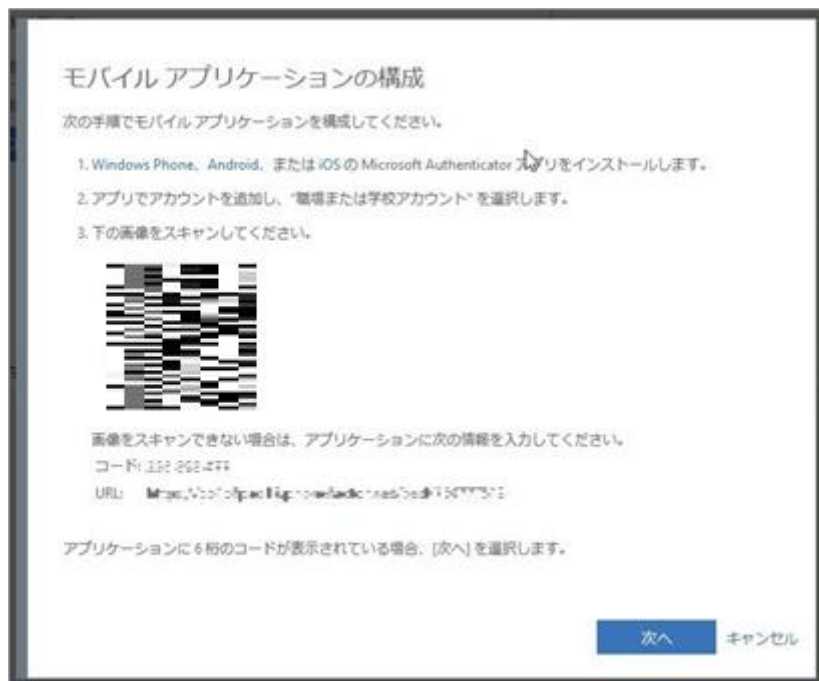 モバイル アプリケーションの構成
次の手順でモバイル アプリケーションを構成してください。
1. Windows Phone、Android、または iOS の Microsoft Authenticator アプリをインストールします。
2. アプリでアカウントを追加し、"職場または学校アカウント" を選択します。
3. 下の画像をスキャンしてください。
画像をスキャンできない場合は、アプリケーションに次の情報を入力してください。
コード:
URL:
アプリケーションに 6 桁のコードが表示されている場合、[次へ] を選択します。
次へ
キャンセル